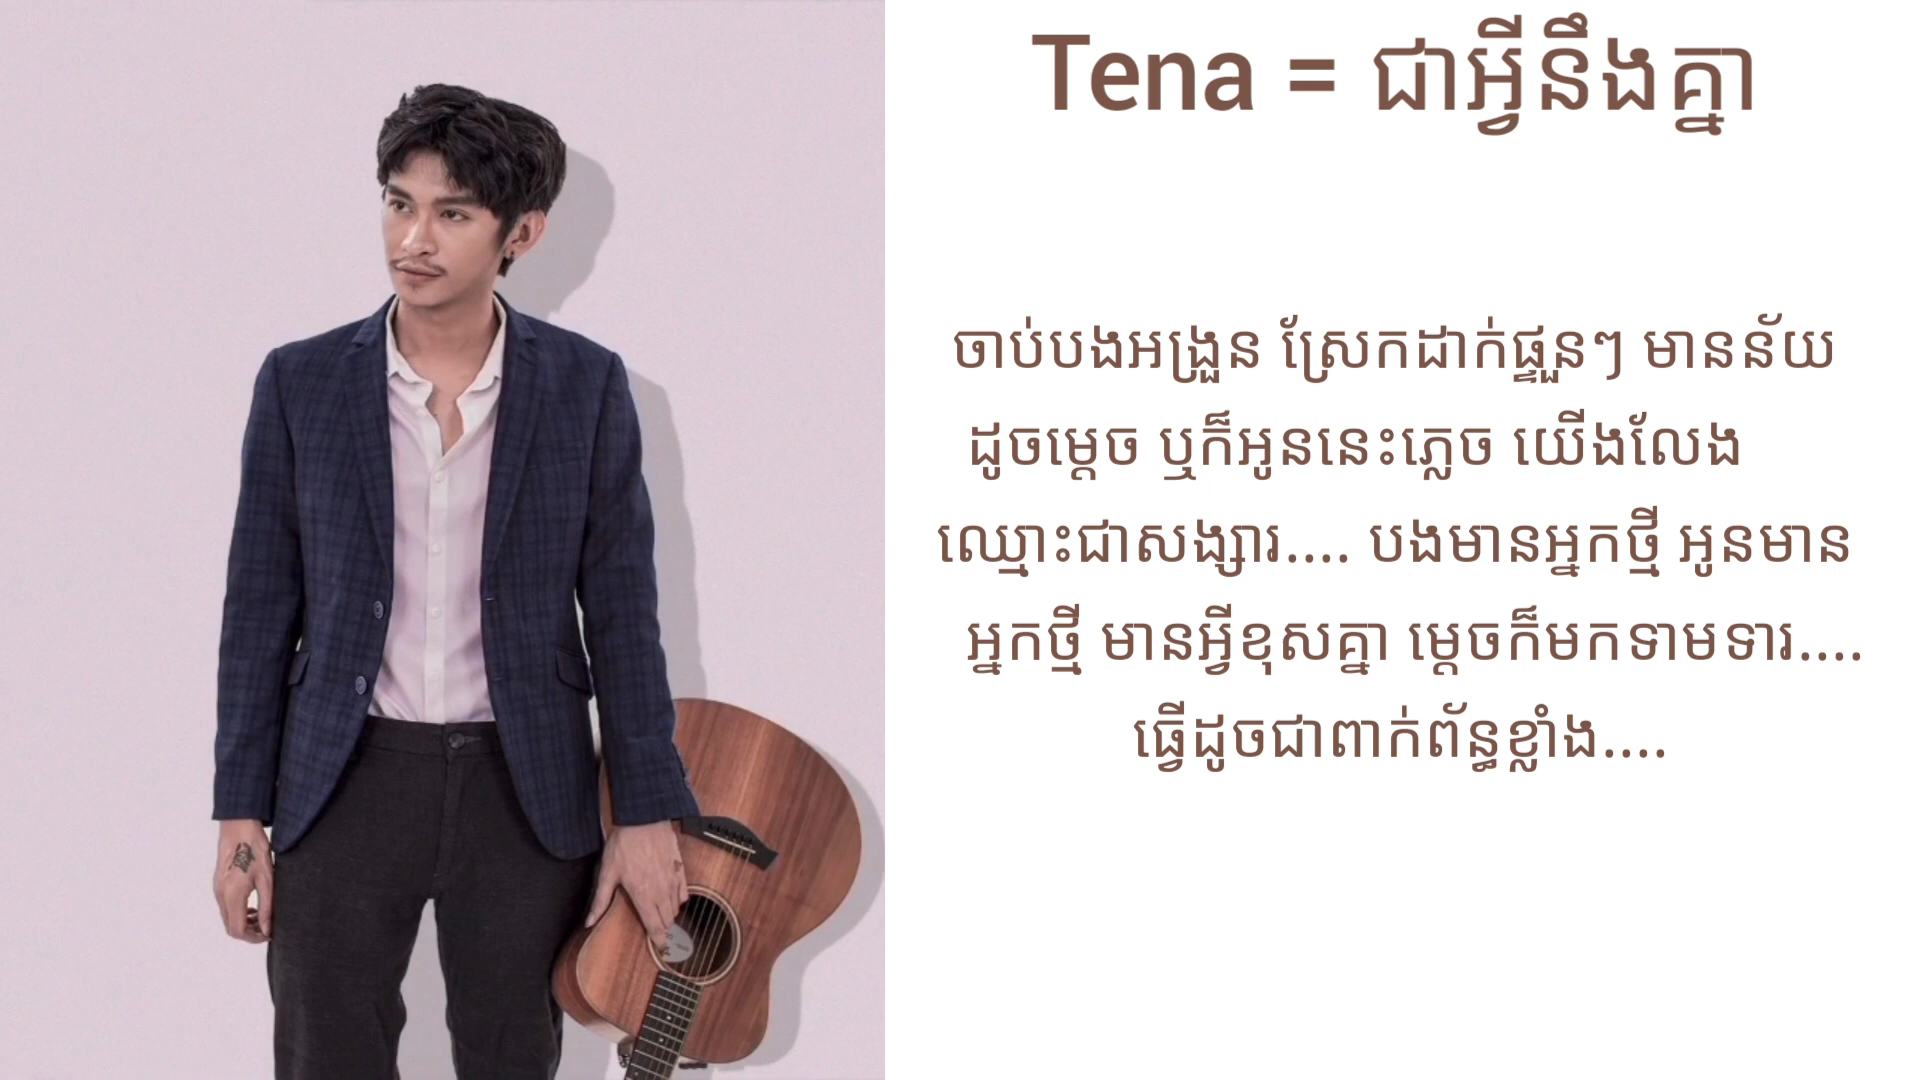 Tena = ជាអ្វីនឹងគ្នា
ចាប់បងអង្រួន ស្រែកដាក់ផ្ទួនៗ មានន័យ
ដូចម្ដេច ឬក៏អូននេះភ្លេច យើងលែង
ឈ្មោះជាសង្សារ.... បងមានអ្នកថ្មី អូនមាន
អ្នកថ្មី មានអ្វីខុសគ្នា ម្ដេចក៏មកទាមទារ....
ធ្វើដូចជាពាក់ព័ន្ធខ្លាំង....